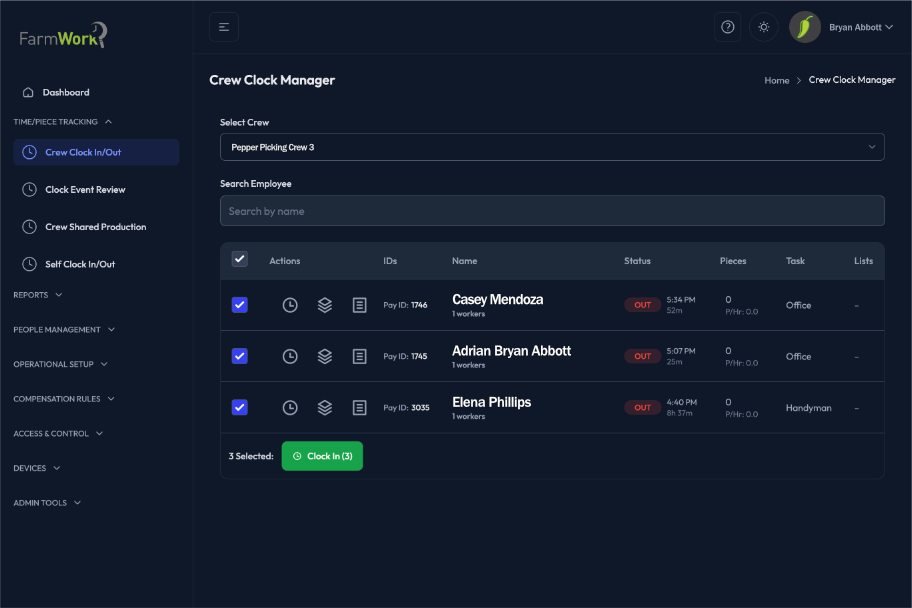 FarmWork
Bryan Abbott
Crew Clock Manager
Home > Crew Clock Manager
Dashboard
TIME/PIECE TRACKING
Crew Clock In/Out
Clock Event Review
Crew Shared Production
Self Clock In/Out
REPORTS
PEOPLE MANAGEMENT
OPERATIONAL SETUP
COMPENSATION RULES
ACCESS & CONTROL
DEVICES
ADMIN TOOLS
Select Crew
Pepper Picking Crew 3
Search Employee
Search by name
Actions IDs Name Status Pieces Task Lists
Pay ID: 1746 Casey Mendoza OUT 5:34 PM 0 Office –
1 workers 52m P/Hr: 0.0
Pay ID: 1745 Adrian Bryan Abbott OUT 5:07 PM 0 Office –
1 workers 25m P/Hr: 0.0
Pay ID: 3035 Elena Phillips OUT 4:40 PM 0 Handyman –
1 workers 8h 37m P/Hr: 0.0
3 Selected: Clock In (3)